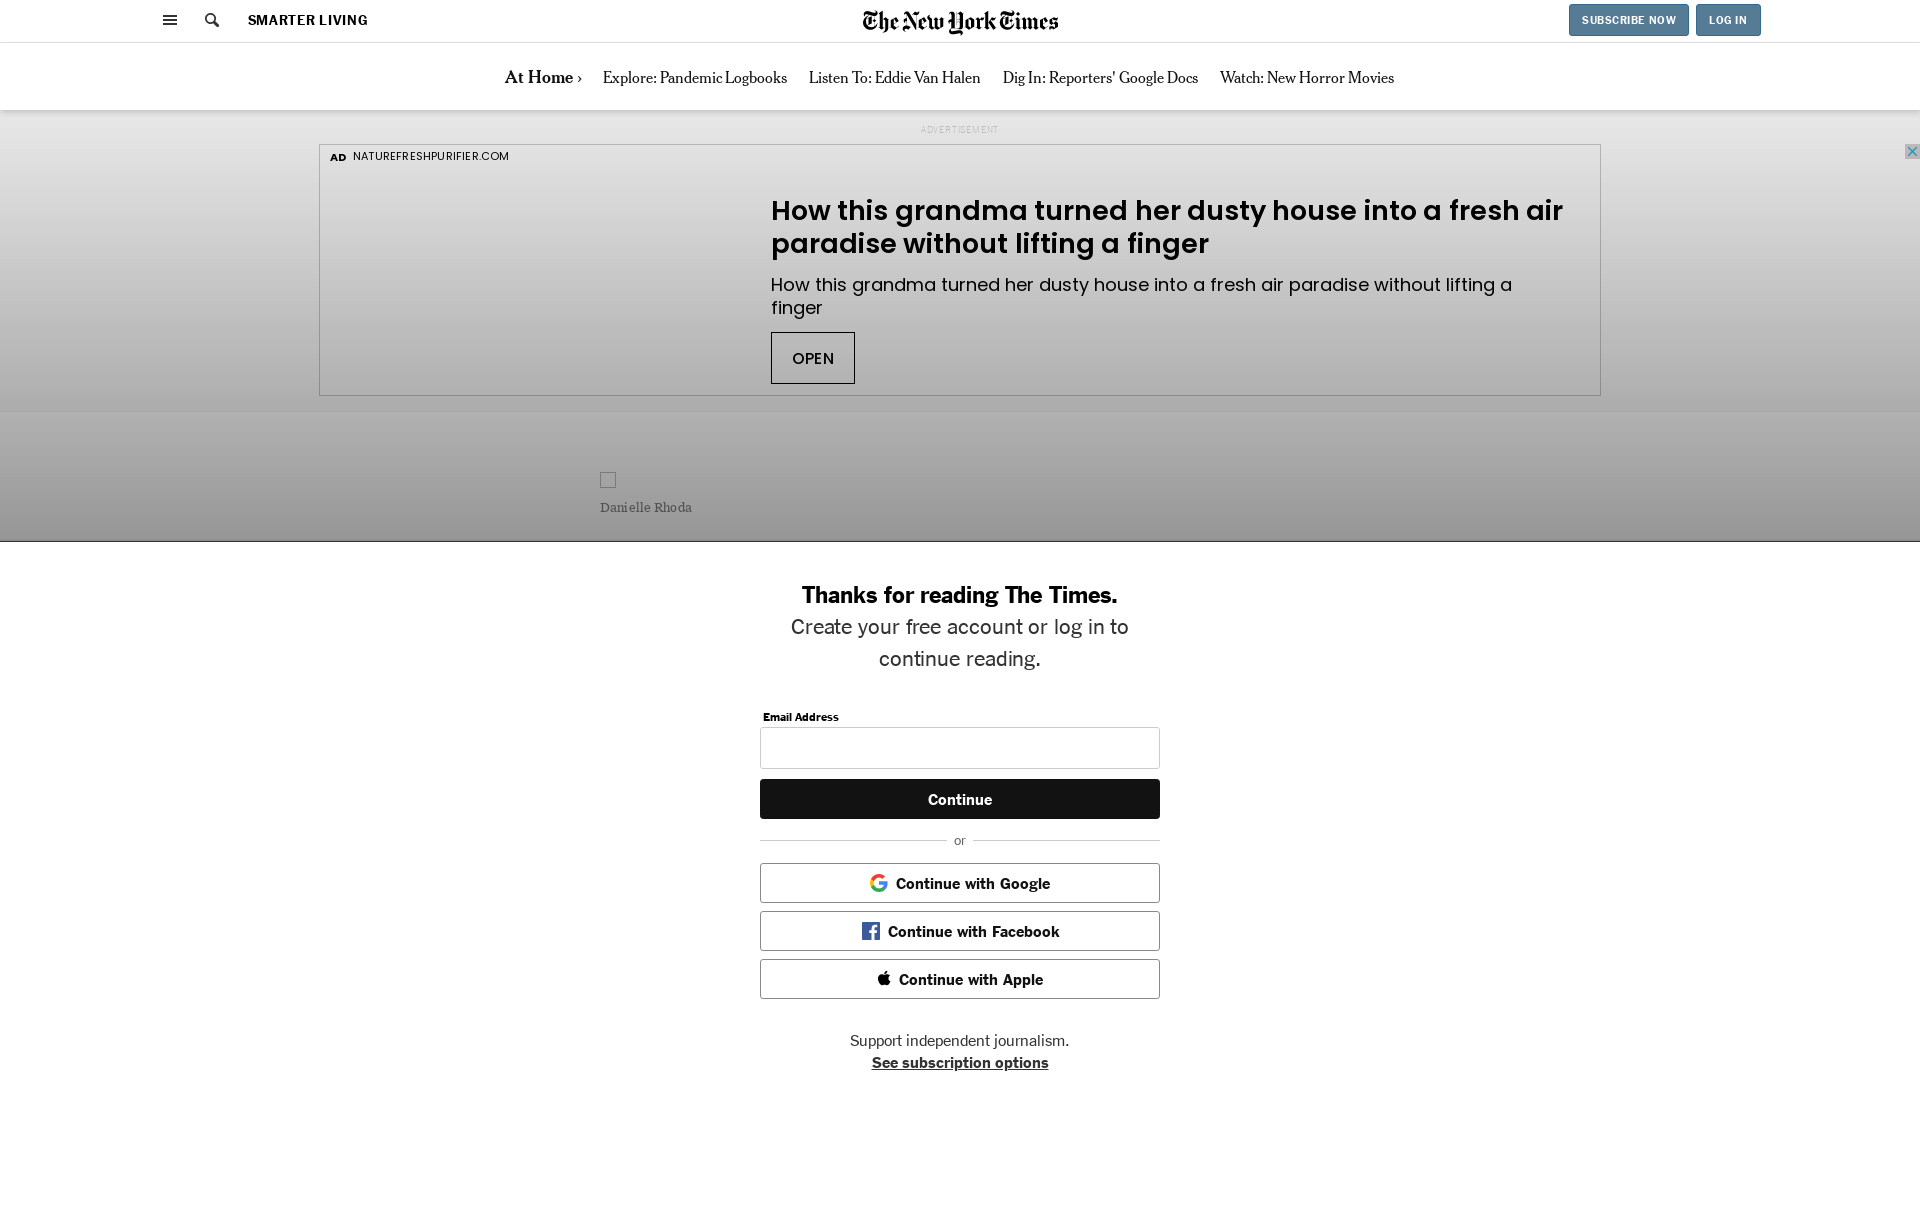 SMARTER LIVING
The New York Times
SUBSCRIBE NOW
LOG IN
At Home ›
Explore: Pandemic Logbooks
Listen To: Eddie Van Halen
Dig In: Reporters' Google Docs
Watch: New Horror Movies
ADVERTISEMENT
AD NATUREFRESHPURIFIER.COM
How this grandma turned her dusty house into a fresh air
paradise without lifting a finger
How this grandma turned her dusty house into a fresh air paradise without lifting a
finger
OPEN
Danielle Rhoda
Thanks for reading The Times.
Create your free account or log in to
continue reading.
Email Address
Continue
or
Continue with Google
Continue with Facebook
Continue with Apple
Support independent journalism.
See subscription options